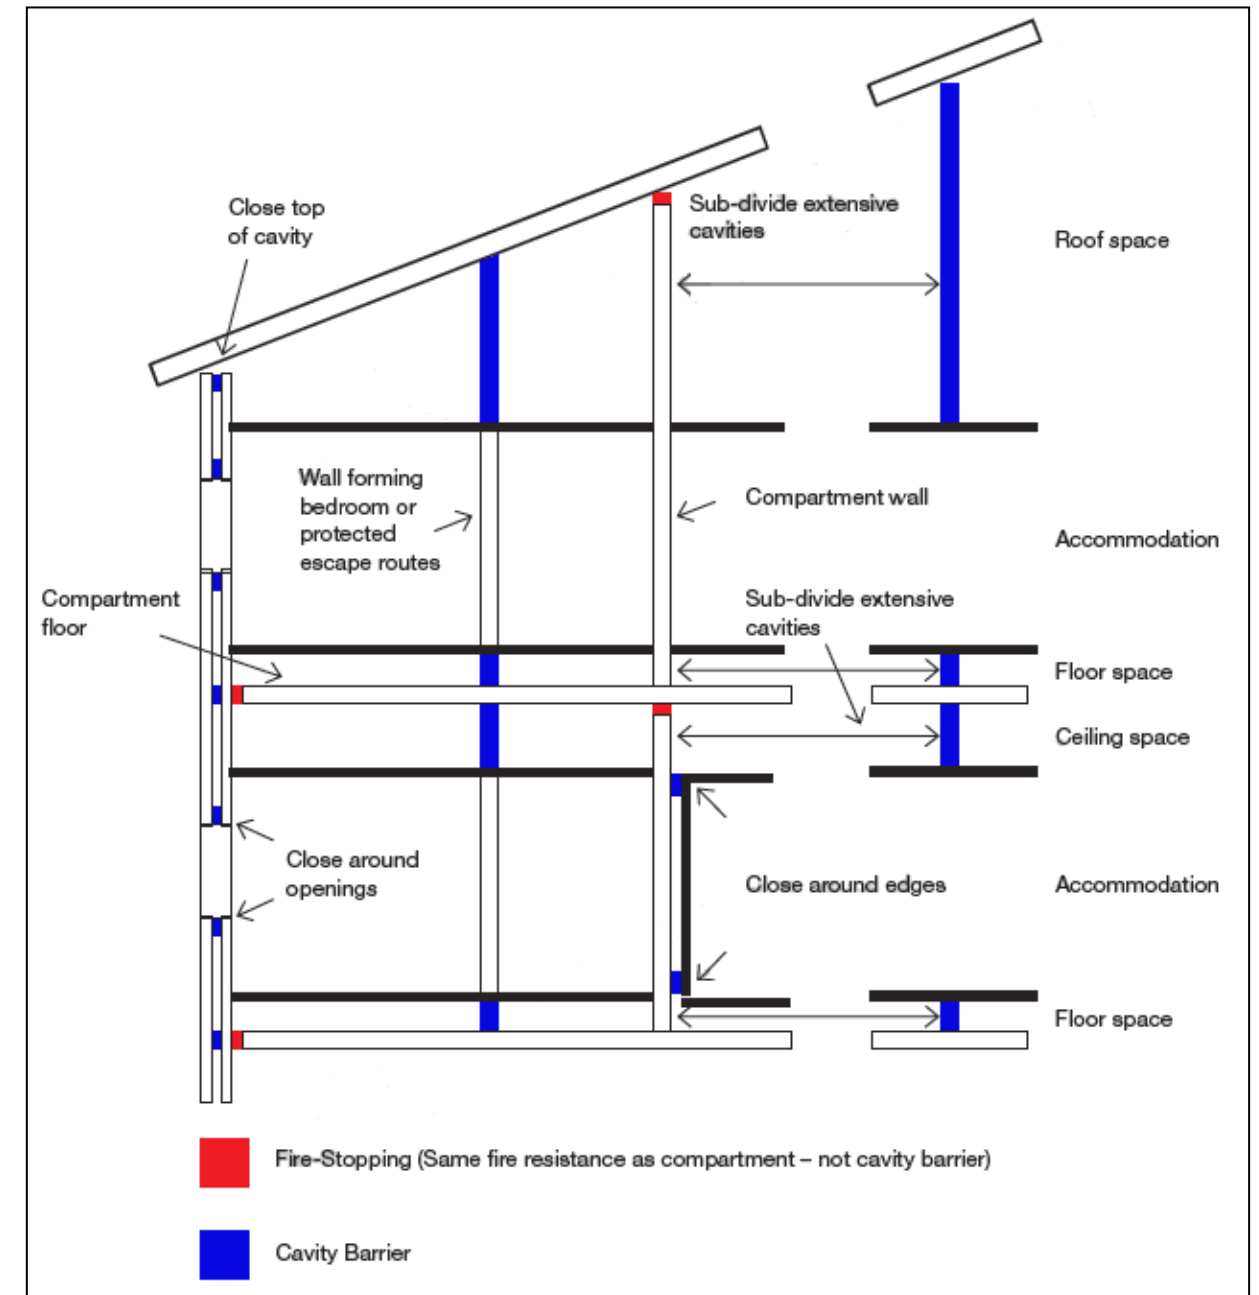 Close top
of cavity
Sub-divide extensive
cavities
Roof space
Wall forming
bedroom or
protected
escape routes
Compartment wall
Accommodation
Compartment
floor
Sub-divide extensive
cavities
Floor space
Ceiling space
Close around
openings
Close around edges
Accommodation
Floor space
Fire-Stopping (Same fire resistance as compartment – not cavity barrier)
Cavity Barrier